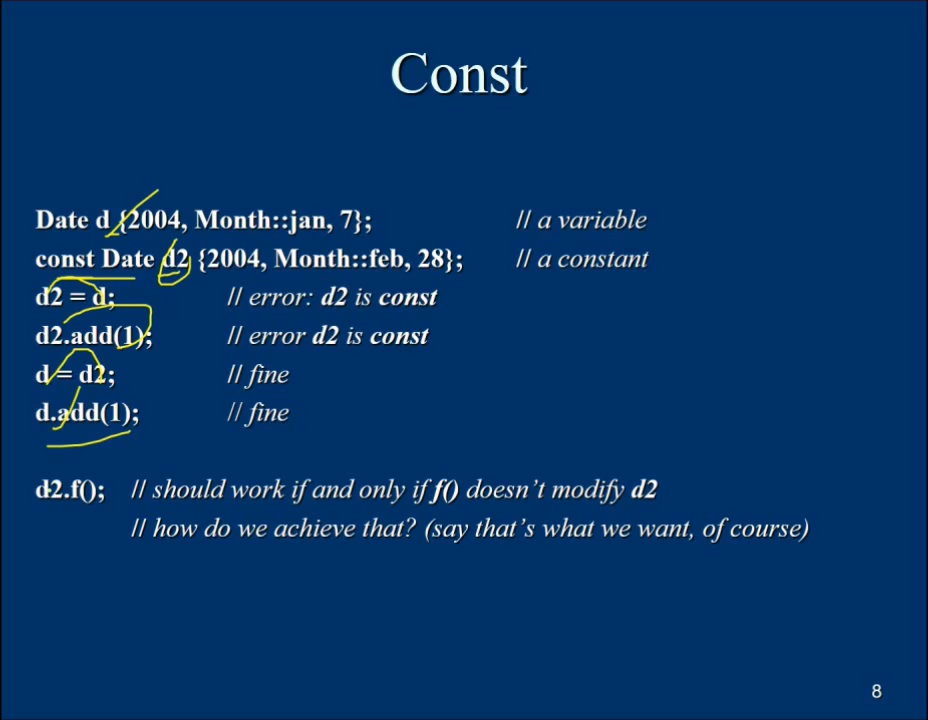 Const
Date d {2004, Month::jan, 7}; // a variable
const Date d2 {2004, Month::feb, 28}; // a constant
d2 = d; // error: d2 is const
d2.add(1); // error d2 is const
d = d2; // fine
d.add(1); // fine
d2.f(); // should work if and only if f() doesn’t modify d2
// how do we achieve that? (say that’s what we want, of course)
8